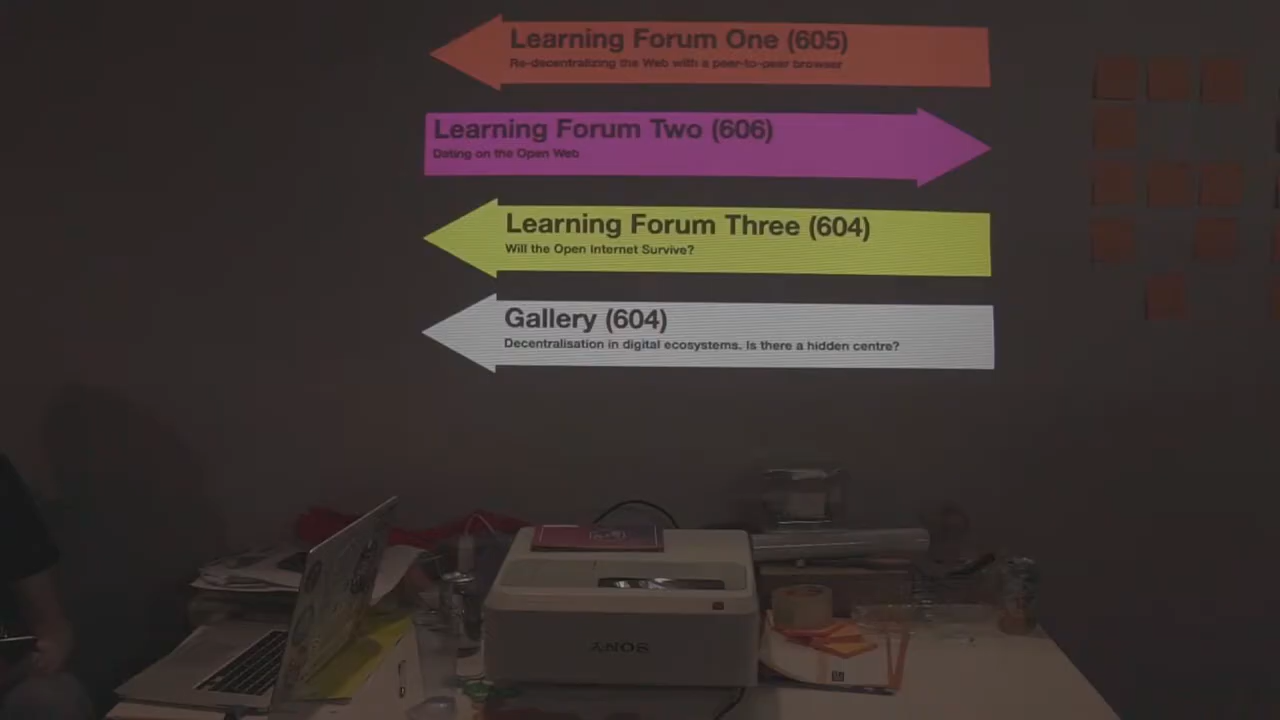 Learning Forum One (605)
Re-decentralizing the Web with a peer-to-peer browser
Learning Forum Two (606)
Dating on the Open Web
Learning Forum Three (604)
Will the Open Internet Survive?
Gallery (604)
Decentralisation in digital ecosystems. Is there a hidden centre?
SONY